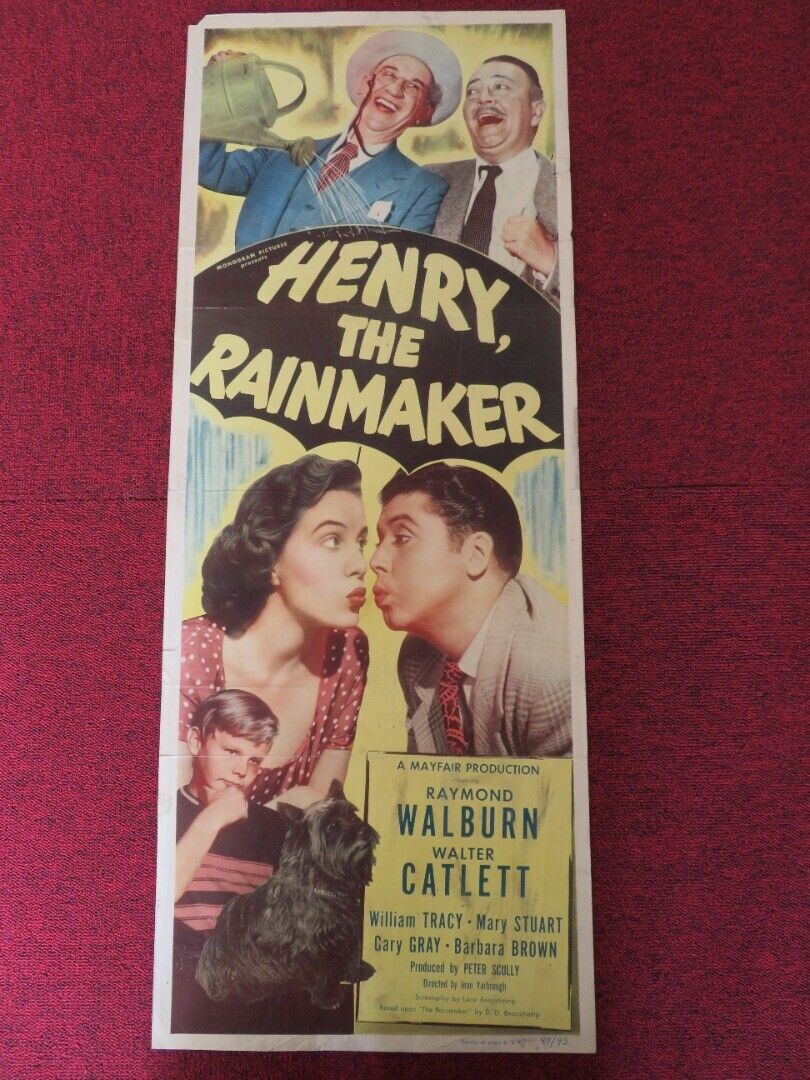 MONOGRAM PICTURES
presents
HENRY,
THE
RAINMAKER
A MAYFAIR PRODUCTION
starring
RAYMOND
WALBURN
WALTER
CATLETT
William TRACY • Mary STUART
Gary GRAY • Barbara BROWN
Produced by PETER SCULLY
Directed by Jean Yarbrough
Screenplay by Lane Beauchamp
Based upon "The Rainmaker" by D. D. Beauchamp
49/93